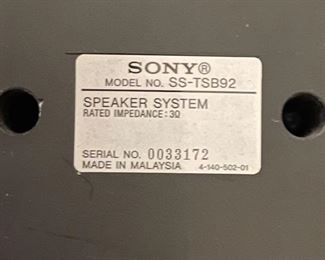 SONY®
MODEL NO. SS-TSB92
SPEAKER SYSTEM
RATED IMPEDANCE: 3Ω
SERIAL NO. 0033172
MADE IN MALAYSIA 4-140-502-01